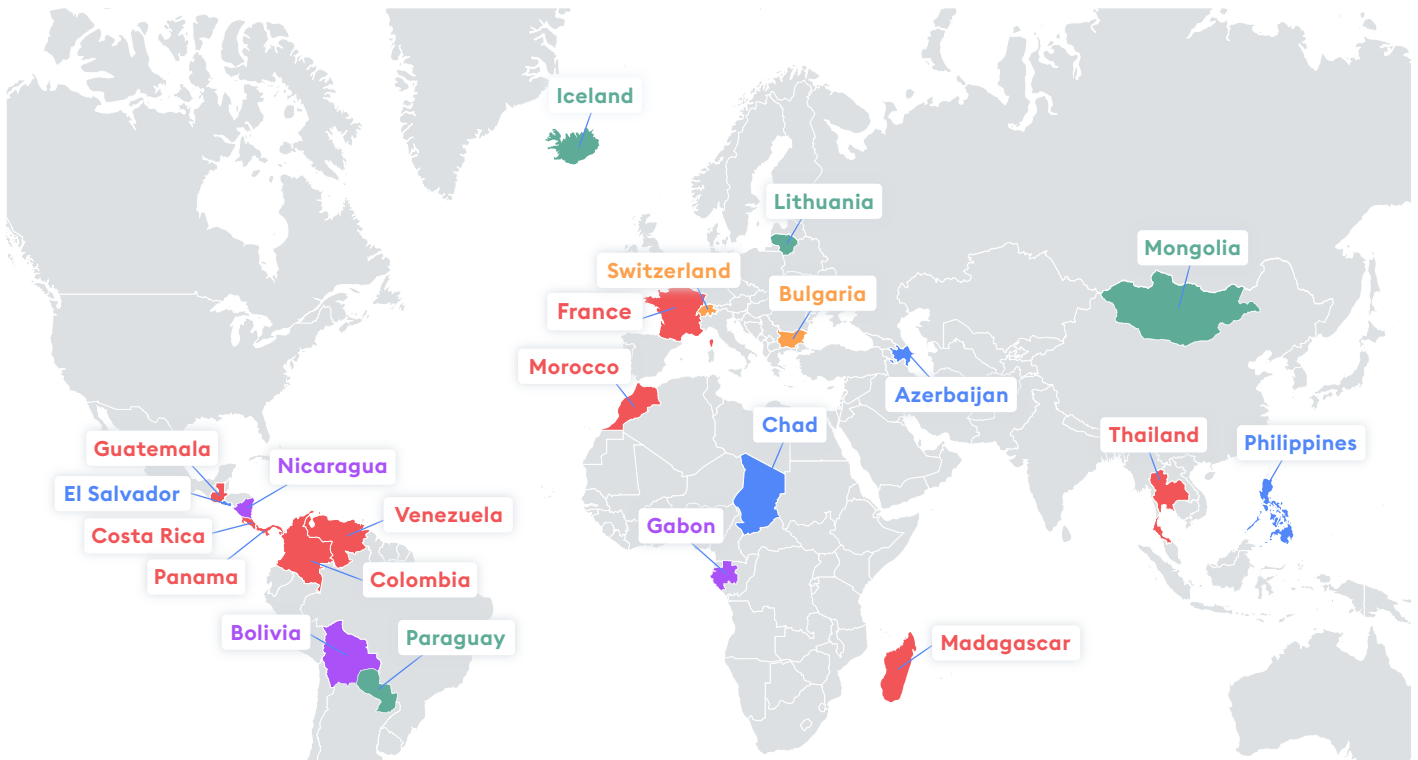 Iceland
Lithuania
Mongolia
Switzerland
Bulgaria
France
Morocco
Azerbaijan
Chad
Thailand
Philippines
Guatemala
Nicaragua
El Salvador
Venezuela
Costa Rica
Gabon
Panama
Colombia
Bolivia
Paraguay
Madagascar